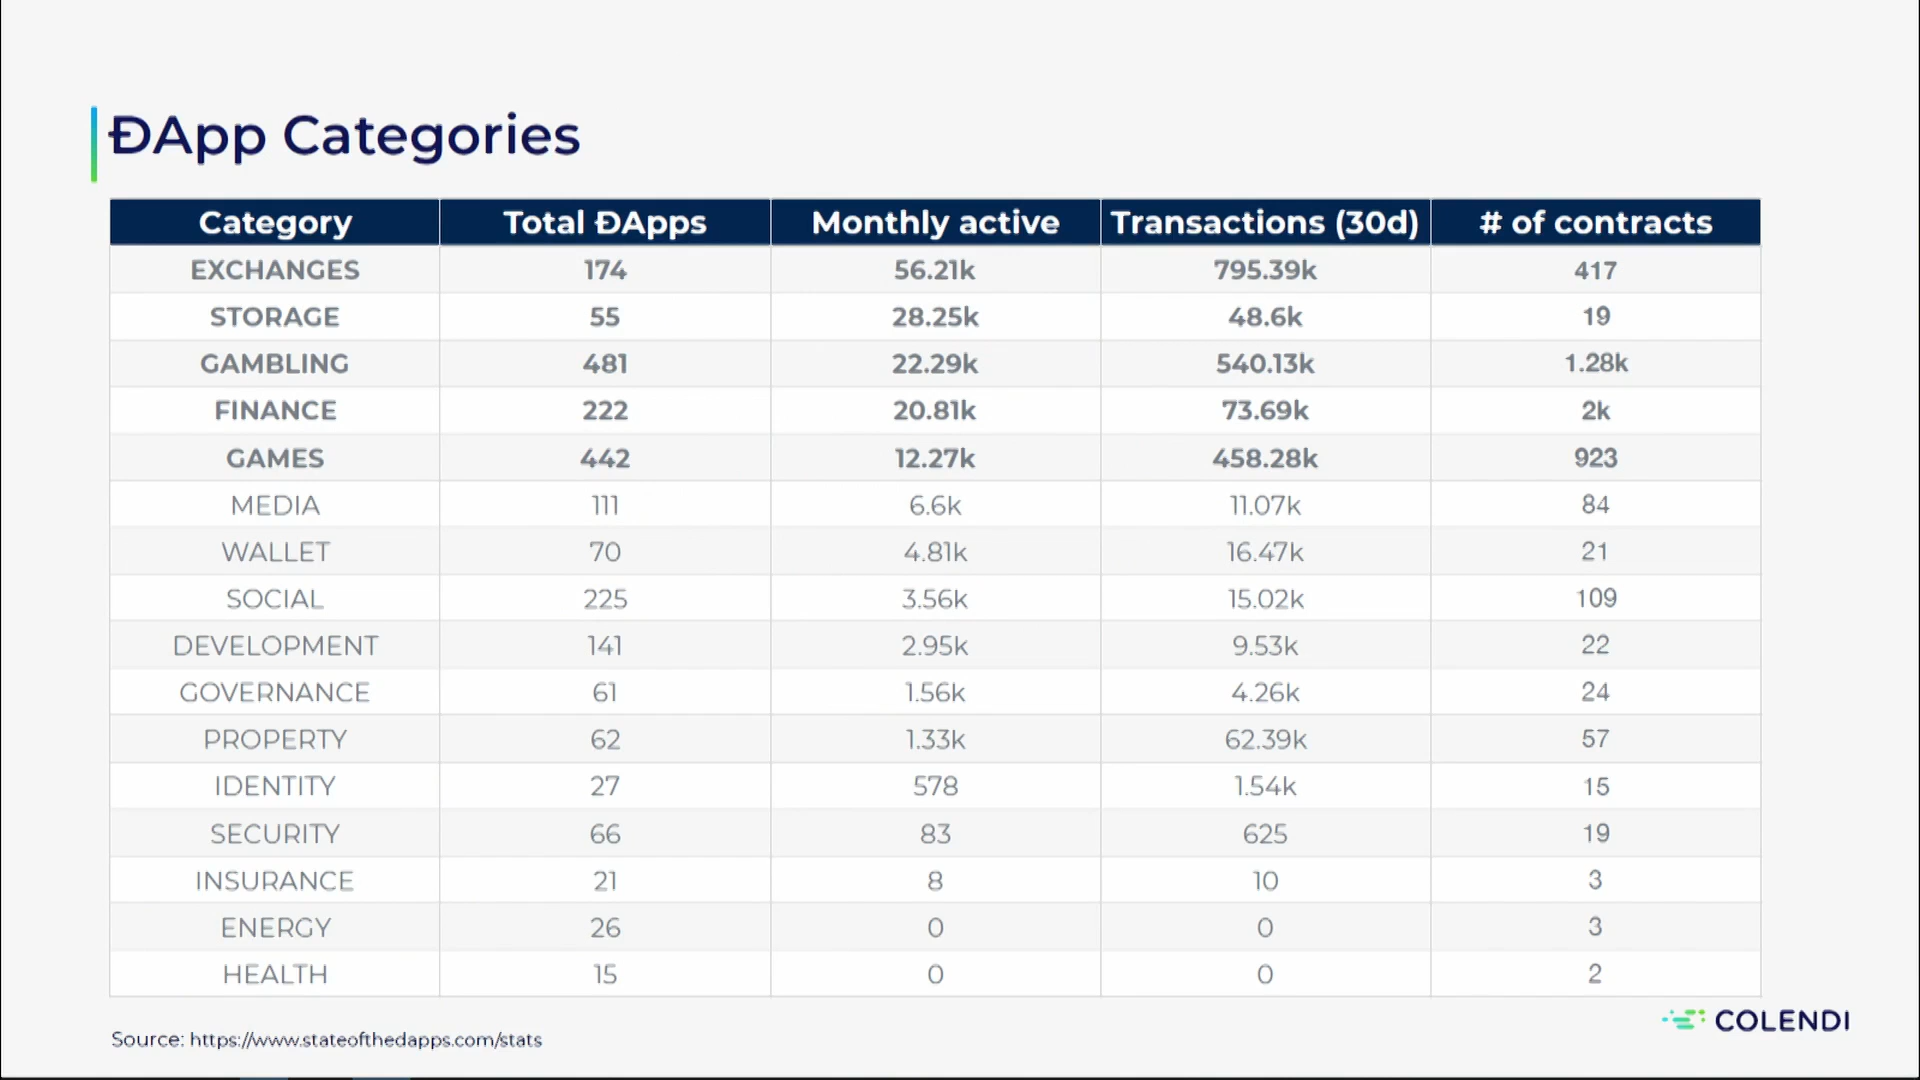 ĐApp Categories
Category Total ĐApps Monthly active Transactions (30d) # of contracts
EXCHANGES 174 56.21k 795.39k 417
STORAGE 55 28.25k 48.6k 19
GAMBLING 481 22.29k 540.13k 1.28k
FINANCE 222 20.81k 73.69k 2k
GAMES 442 12.27k 458.28k 923
MEDIA 111 6.6k 11.07k 84
WALLET 70 4.81k 16.47k 21
SOCIAL 225 3.56k 15.02k 109
DEVELOPMENT 141 2.95k 9.53k 22
GOVERNANCE 61 1.56k 4.26k 24
PROPERTY 62 1.33k 62.39k 57
IDENTITY 27 578 1.54k 15
SECURITY 66 83 625 19
INSURANCE 21 8 10 3
ENERGY 26 0 0 3
HEALTH 15 0 0 2
COLENDI
Source: https://www.stateofthedapps.com/stats